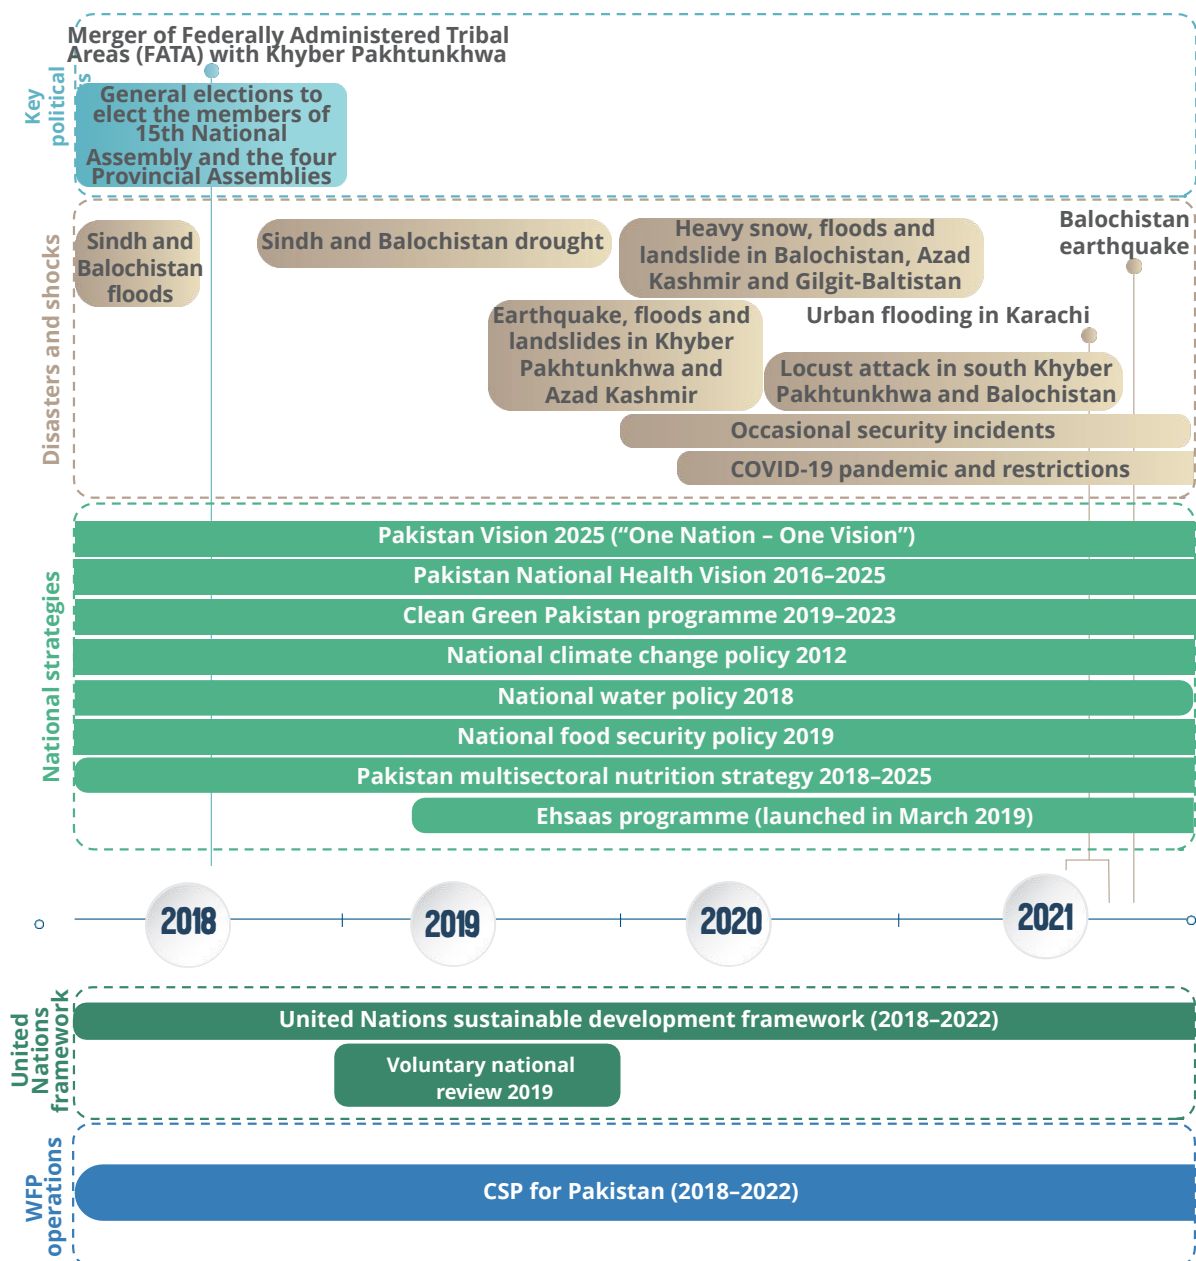 Merger of Federally Administered Tribal
Areas (FATA) with Khyber Pakhtunkhwa
Key
political
General elections to
elect the members of
15th National
Assembly and the four
Provincial Assemblies
Disasters and shocks
Sindh and
Balochistan
floods
Sindh and Balochistan drought
Heavy snow, floods and
landslide in Balochistan, Azad
Kashmir and Gilgit-Baltistan
Balochistan
earthquake
Earthquake, floods and
landslides in Khyber
Pakhtunkhwa and
Azad Kashmir
Urban flooding in Karachi
Locust attack in south Khyber
Pakhtunkhwa and Balochistan
Occasional security incidents
COVID-19 pandemic and restrictions
National strategies
Pakistan Vision 2025 (“One Nation – One Vision”)
Pakistan National Health Vision 2016–2025
Clean Green Pakistan programme 2019–2023
National climate change policy 2012
National water policy 2018
National food security policy 2019
Pakistan multisectoral nutrition strategy 2018–2025
Ehsaas programme (launched in March 2019)
2018
2019
2020
2021
United
Nations
framework
United Nations sustainable development framework (2018–2022)
Voluntary national
review 2019
WFP
operations
CSP for Pakistan (2018–2022)